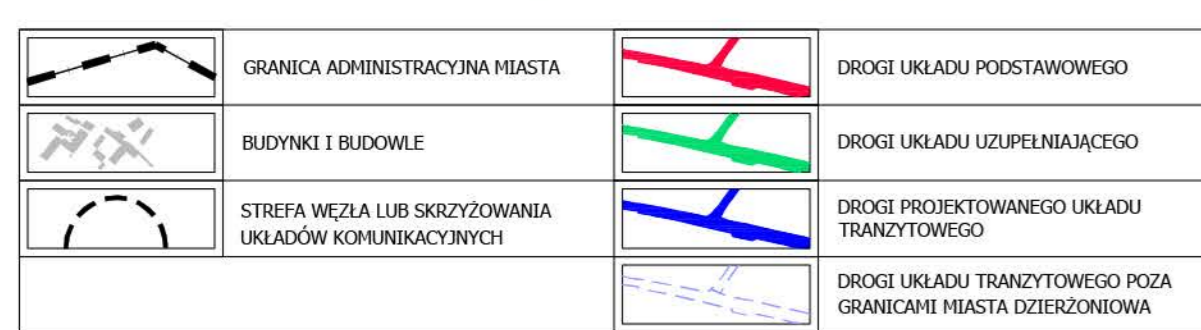 GRANICA ADMINISTRACYJNA MIASTA
DROGI UKŁADU PODSTAWOWEGO
BUDYNKI I BUDOWLE
DROGI UKŁADU UZUPEŁNIAJĄCEGO
STREFA WĘZŁA LUB SKRZYŻOWANIA
UKŁADÓW KOMUNIKACYJNYCH
DROGI PROJEKTOWANEGO UKŁADU
TRANZYTOWEGO
DROGI UKŁADU TRANZYTOWEGO POZA
GRANICAMI MIASTA DZIERŻONIOWA